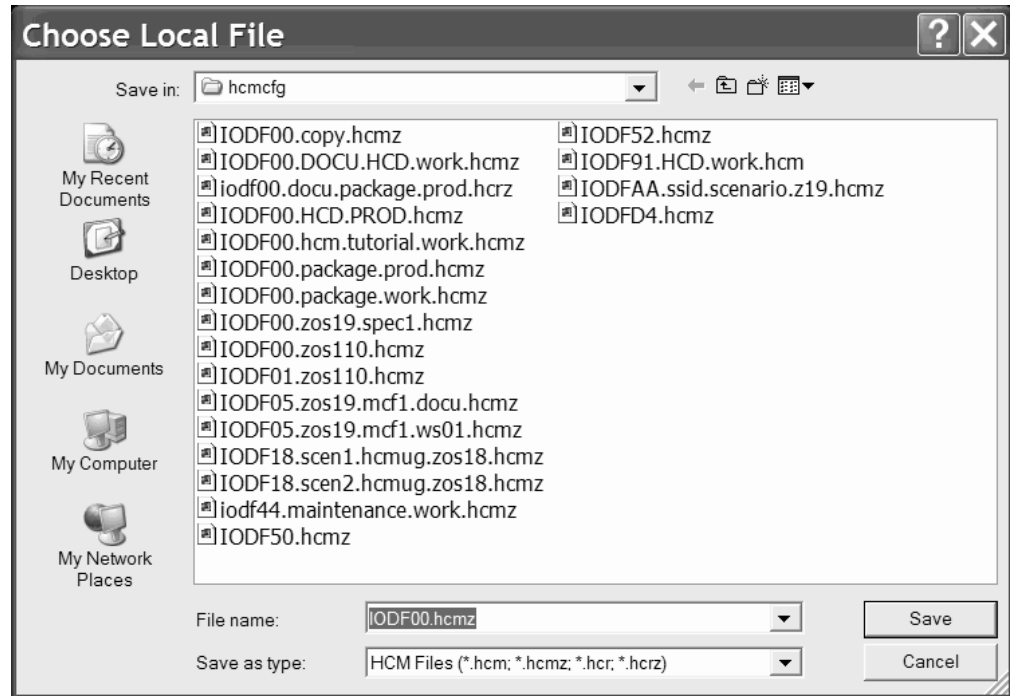 Choose Local File
Save in: hcmcfg
My Recent
Documents
Desktop
My Documents
My Computer
My Network
Places
IODF00.copy.hcmz
IODF00.DOCU.HCD.work.hcmz
iodf00.docu.package.prod.hcrz
IODF00.HCD.PROD.hcmz
IODF00.hcm.tutorial.work.hcmz
IODF00.package.prod.hcmz
IODF00.package.work.hcmz
IODF00.zos19.spec1.hcmz
IODF00.zos110.hcmz
IODF01.zos110.hcmz
IODF05.zos19.mcf1.docu.hcmz
IODF05.zos19.mcf1.ws01.hcmz
IODF18.scen1.hcmug.zos18.hcmz
IODF18.scen2.hcmug.zos18.hcmz
iodf44.maintenance.work.hcmz
IODF50.hcmz
IODF52.hcmz
IODF91.HCD.work.hcm
IODFAA.ssid.scenario.z19.hcmz
IODFD4.hcmz
File name: IODF00.hcmz Save
Save as type: HCM Files (*.hcm; *.hcmz; *.hcr; *.hcrz) Cancel